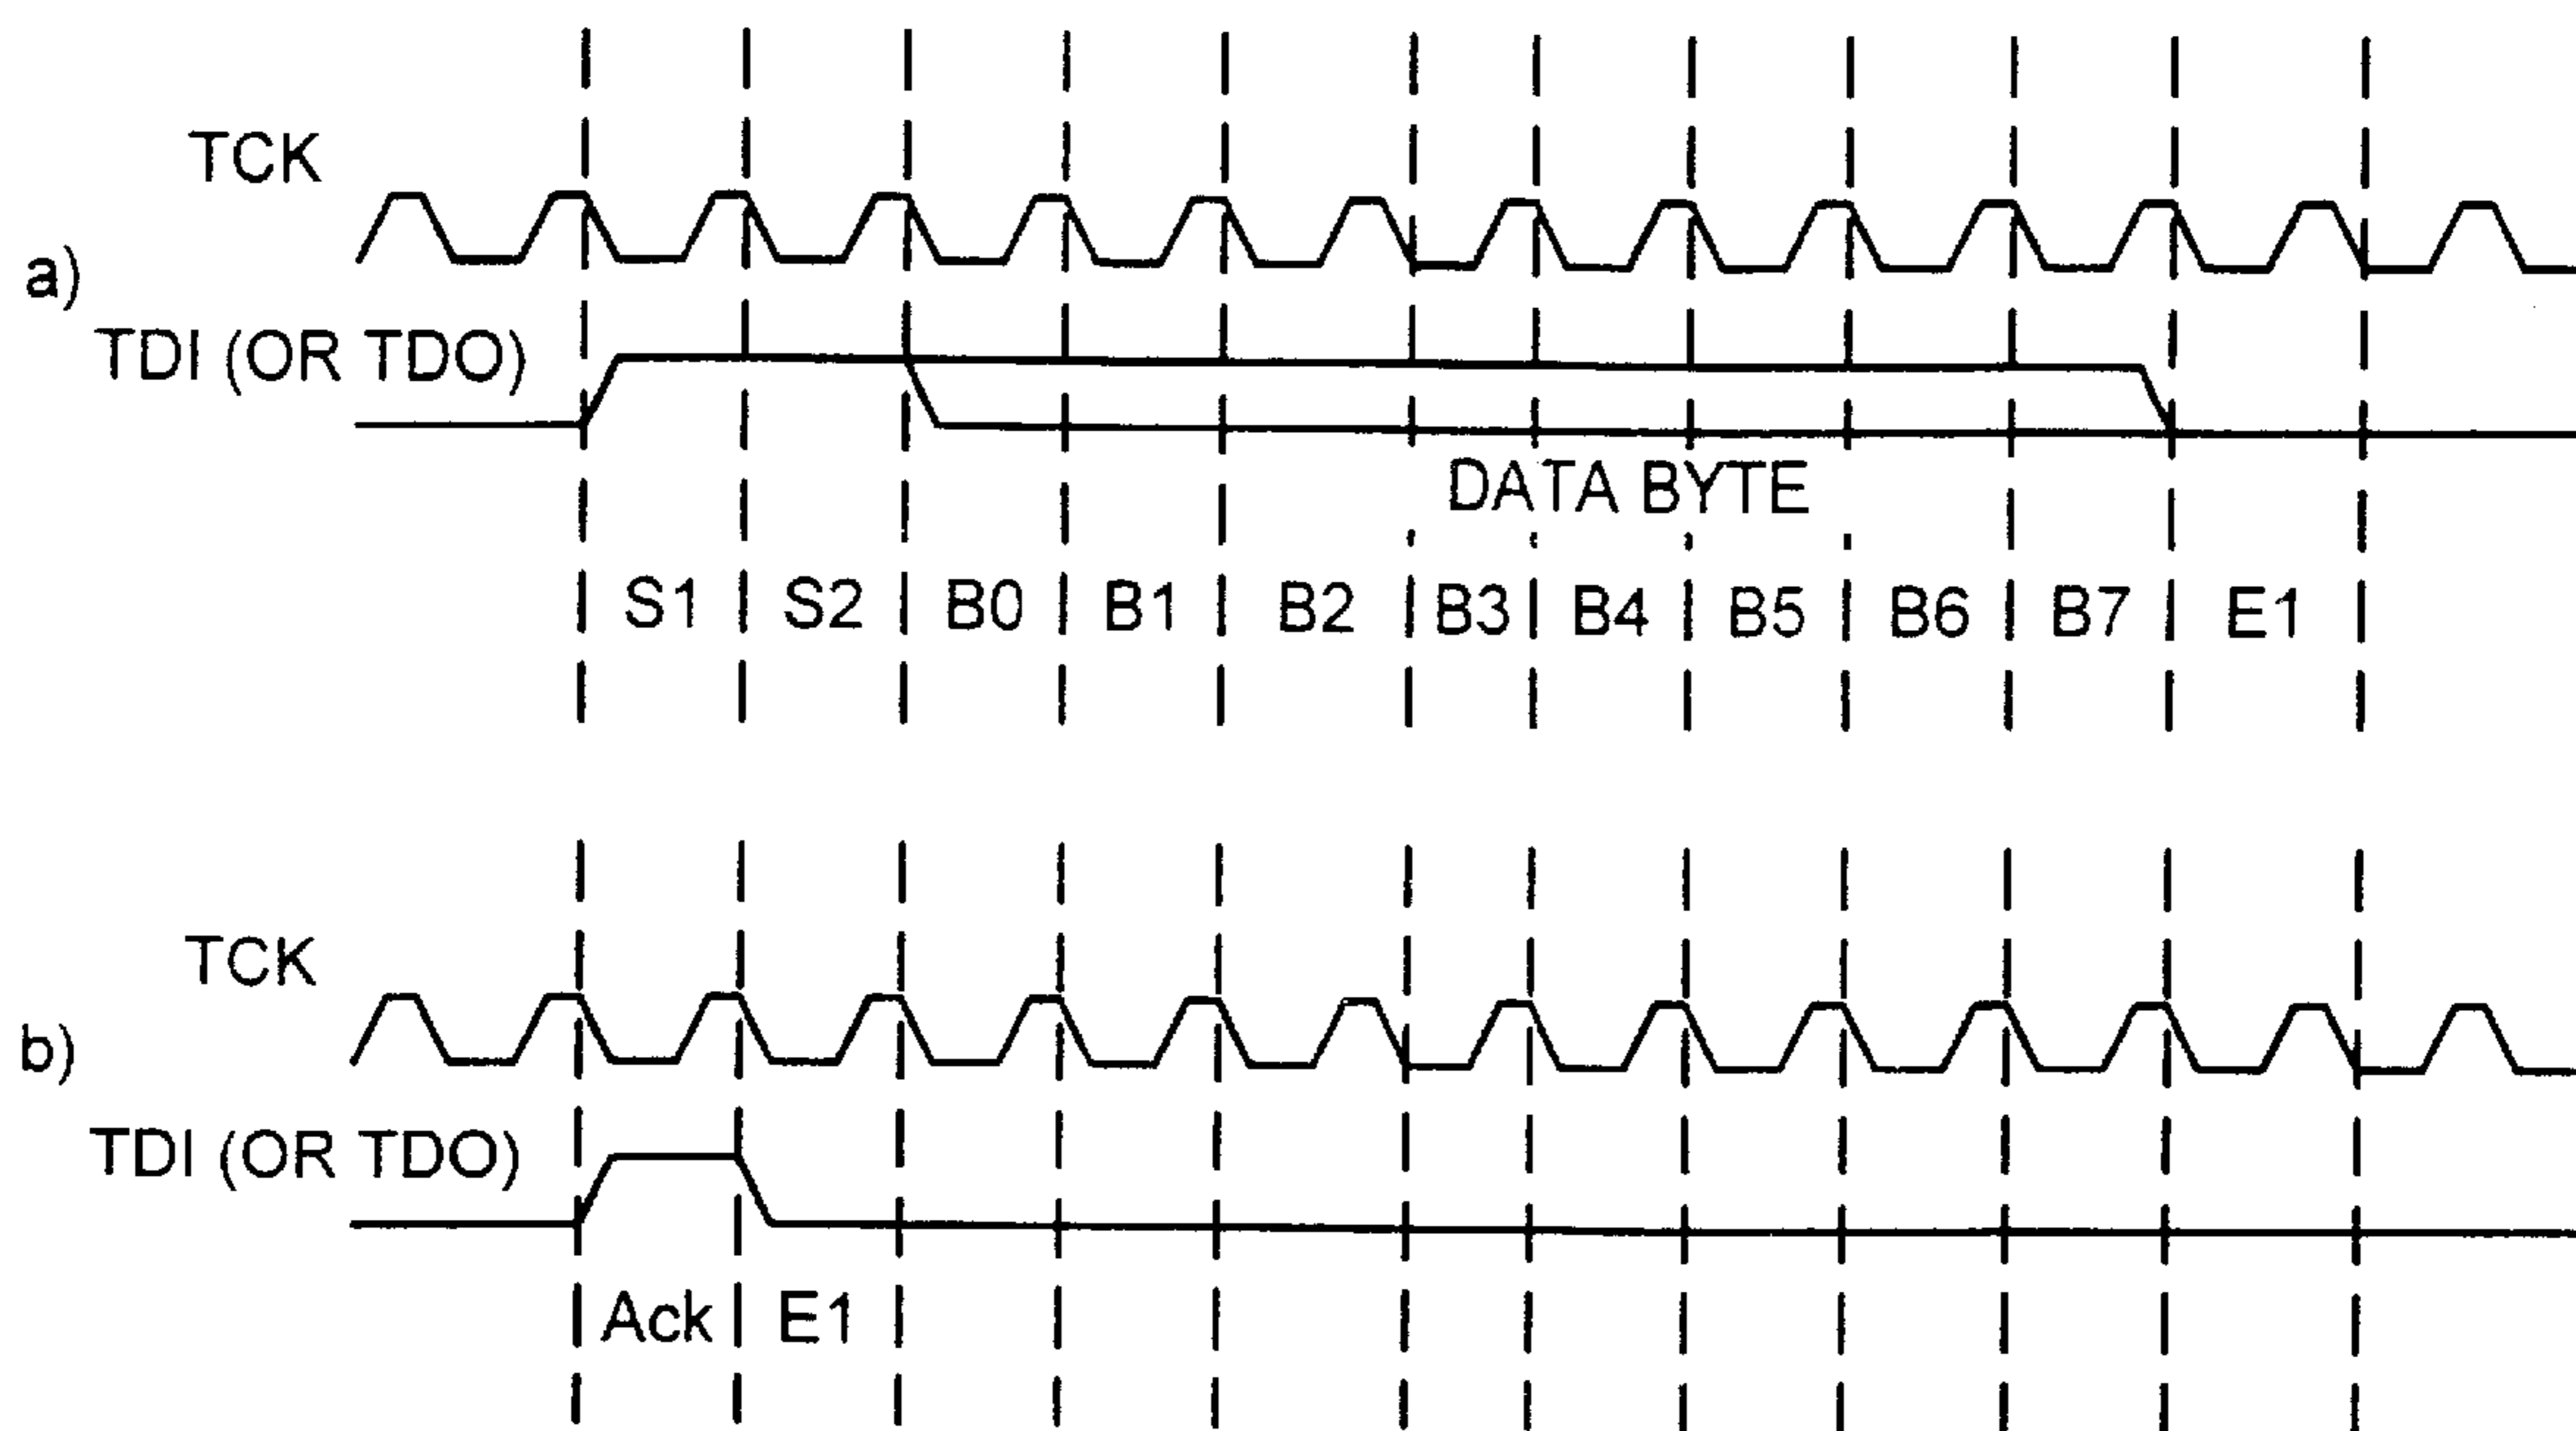 TCK
a)
TDI (OR TDO)
DATA BYTE
S1 S2 B0 B1 B2 B3 B4 B5 B6 B7 E1
TCK
b)
TDI (OR TDO)
Ack E1